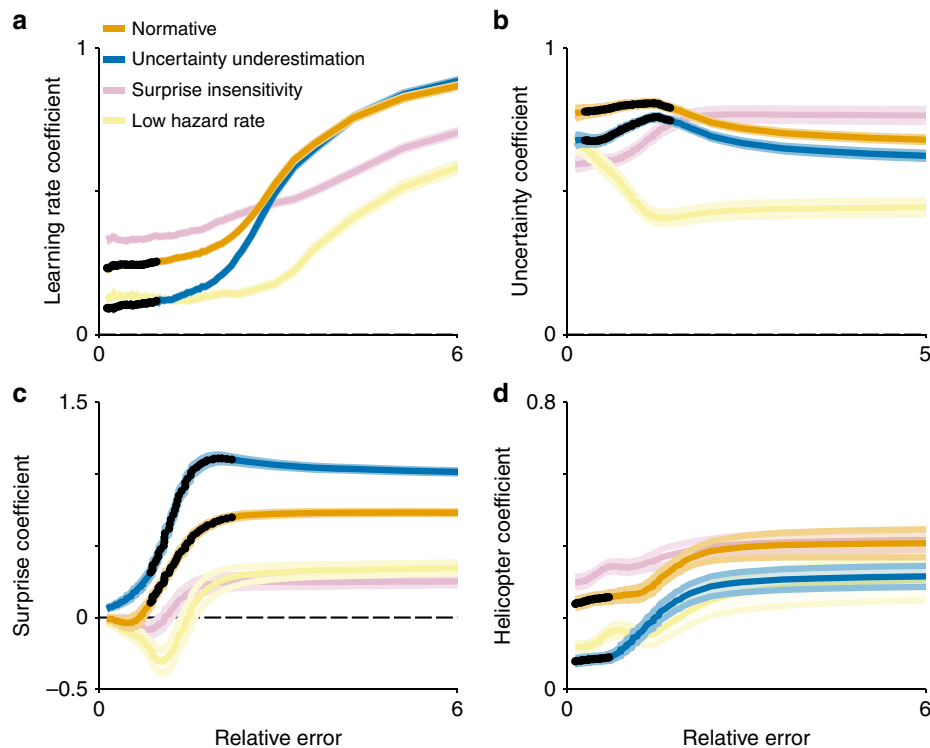 a
Normative
Uncertainty underestimation
Surprise insensitivity
Low hazard rate
1
0
0
6
Learning rate coefficient
b
1
0
0
5
Uncertainty coefficient
c
1.5
0
−0.5
0
6
Surprise coefficient
Relative error
d
0.8
0
0
6
Helicopter coefficient
Relative error